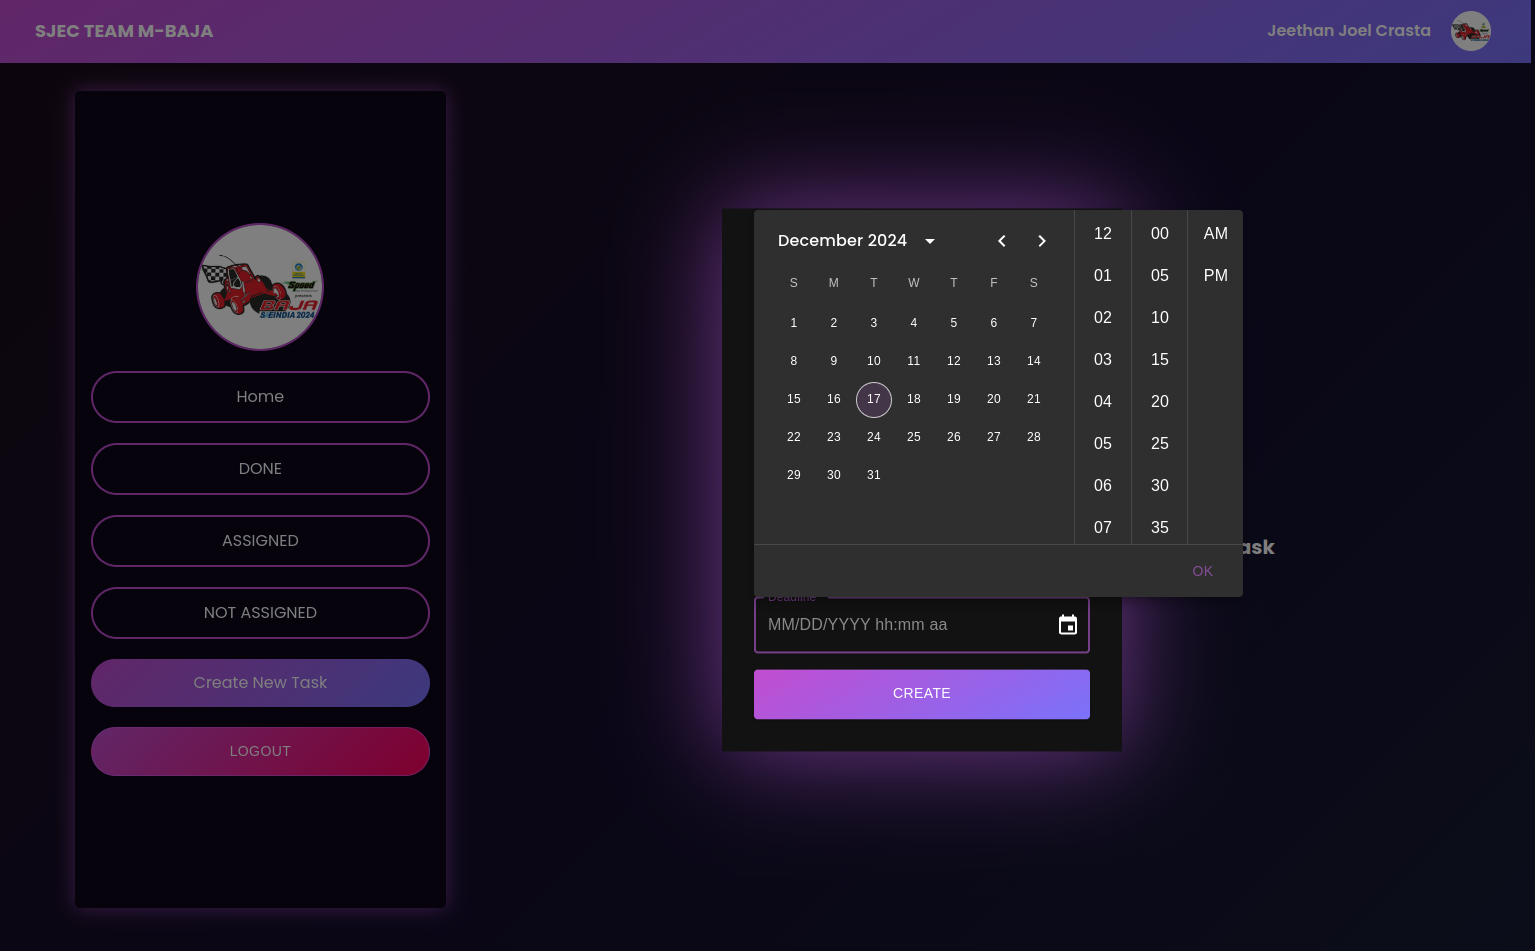 SJEC TEAM M-BAJA
Jeethan Joel Crasta
Speed
presents
BAJA
SAEINDIA 2024
Home
DONE
ASSIGNED
NOT ASSIGNED
Create New Task
LOGOUT
December 2024
S M T W T F S
1 2 3 4 5 6 7
8 9 10 11 12 13 14
15 16 17 18 19 20 21
22 23 24 25 26 27 28
29 30 31
12 00 AM
01 05 PM
02 10
03 15
04 20
05 25
06 30
07 35
OK
ask
Deadline
MM/DD/YYYY hh:mm aa
CREATE